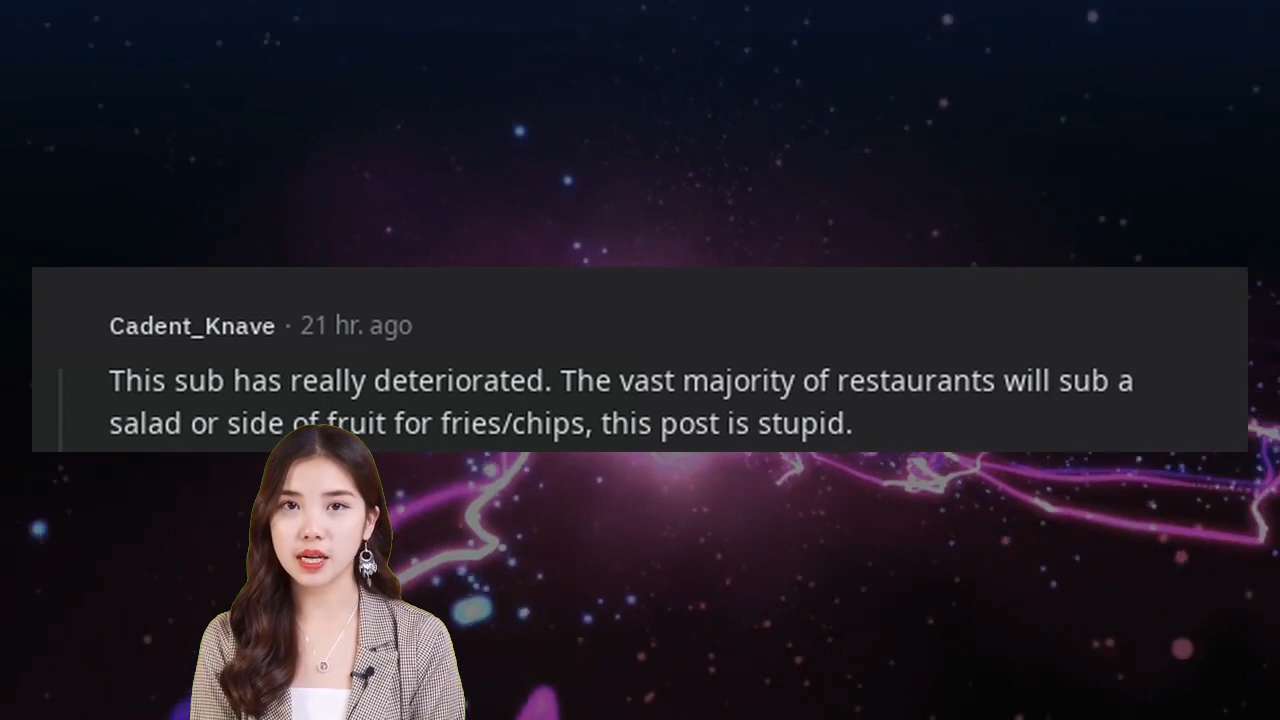 Cadent_Knave · 21 hr. ago
This sub has really deteriorated. The vast majority of restaurants will sub a
salad or side of fruit for fries/chips, this post is stupid.